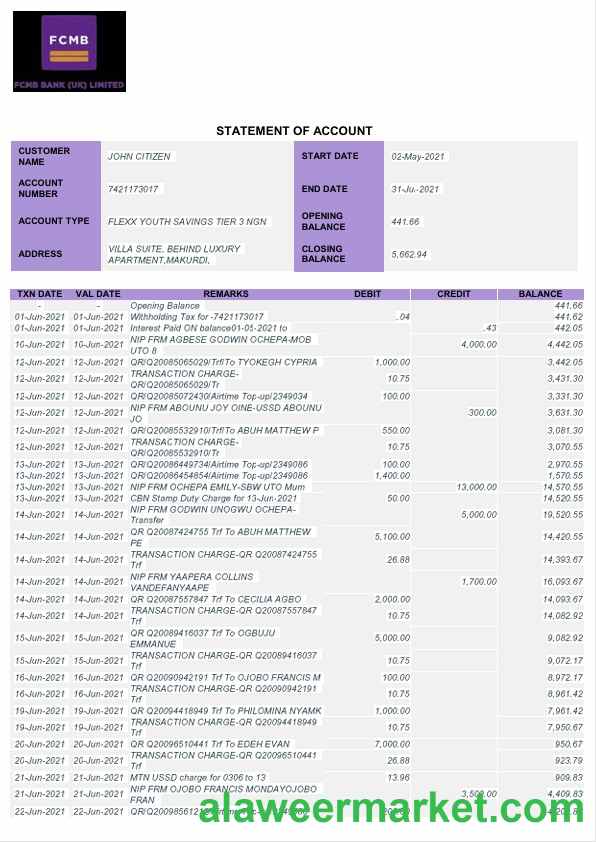 FCMB
FCMB BANK (UK) LIMITED
STATEMENT OF ACCOUNT
CUSTOMER NAME JOHN CITIZEN START DATE 02-May-2021
ACCOUNT NUMBER 7421173017 END DATE 31-Ju.-2021
ACCOUNT TYPE FLEXX YOUTH SAVINGS TIER 3 NGN OPENING BALANCE 441.66
ADDRESS VILLA SUITE, BEHIND LUXURY APARTMENT,MAKURDI, CLOSING BALANCE 5,662.94
TXN DATE VAL DATE REMARKS DEBIT CREDIT BALANCE
- - Opening Balance 441.66
01-Jun-2021 01-Jun-2021 Withholding Tax for -7421173017 .04 441.62
01-Jun-2021 01-Jun-2021 Interest Paid ON balance01-05-2021 to .43 442.05
10-Jun-2021 10-Jun-2021 NIP FRM AGBESE GODWIN OCHEPA-MOB UTO 8 4,000.00 4,442.05
12-Jun-2021 12-Jun-2021 QR/Q20085065029/Trf/To TYOKEGH CYPRIA 1,000.00 3,442.05
12-Jun-2021 12-Jun-2021 TRANSACTION CHARGE-QR/Q20085065029/Tr 10.75 3,431.30
12-Jun-2021 12-Jun-2021 QR/Q20085072430/Airtime Top-up/2349034 100.00 3,331.30
12-Jun-2021 12-Jun-2021 NIP FRM ABOUNU JOY OINE-USSD ABOUNU JO 300.00 3,631.30
12-Jun-2021 12-Jun-2021 QR/Q20085532910/Trf/To ABUH MATTHEW P 550.00 3,081.30
12-Jun-2021 12-Jun-2021 TRANSACTION CHARGE-QR/Q20085532910/Tr 10.75 3,070.55
13-Jun-2021 13-Jun-2021 QR/Q20086449734/Airtime Top-up/2349086 100.00 2,970.55
13-Jun-2021 13-Jun-2021 QR/Q20086454854/Airtime Top-up/2349086 1,400.00 1,570.55
13-Jun-2021 13-Jun-2021 NIP FRM OCHEPA EMILY-SBW UTO Mum 13,000.00 14,570.55
13-Jun-2021 13-Jun-2021 CBN Stamp Duty Charge for 13-Jun-2021 50.00 14,520.55
14-Jun-2021 14-Jun-2021 NIP FRM GODWIN UNOGWU OCHEPA-Transfer 5,000.00 19,520.55
14-Jun-2021 14-Jun-2021 QR Q20087424755 Trf To ABUH MATTHEW PE 5,100.00 14,420.55
14-Jun-2021 14-Jun-2021 TRANSACTION CHARGE-QR Q20087424755 Trf 26.88 14,393.67
14-Jun-2021 14-Jun-2021 NIP FRM YAAPERA COLLINS VANDEFANYAAPE 1,700.00 16,093.67
14-Jun-2021 14-Jun-2021 QR Q20087557847 Trf To CECILIA AGBO 2,000.00 14,093.67
14-Jun-2021 14-Jun-2021 TRANSACTION CHARGE-QR Q20087557847 Trf 10.75 14,082.92
15-Jun-2021 15-Jun-2021 QR Q20089416037 Trf To OGBUJU EMMANUE 5,000.00 9,082.92
15-Jun-2021 15-Jun-2021 TRANSACTION CHARGE-QR Q20089416037 Trf 10.75 9,072.17
16-Jun-2021 16-Jun-2021 QR Q20090942191 Trf To OJOBO FRANCIS M 100.00 8,972.17
16-Jun-2021 16-Jun-2021 TRANSACTION CHARGE-QR Q20090942191 Trf 10.75 8,961.42
19-Jun-2021 19-Jun-2021 QR Q20094418949 Trf To PHILOMINA NYAMK 1,000.00 7,961.42
19-Jun-2021 19-Jun-2021 TRANSACTION CHARGE-QR Q20094418949 Trf 10.75 7,950.67
20-Jun-2021 20-Jun-2021 QR Q20096510441 Trf To EDEH EVAN 7,000.00 950.67
20-Jun-2021 20-Jun-2021 TRANSACTION CHARGE-QR Q20096510441 Trf 26.88 923.79
21-Jun-2021 21-Jun-2021 MTN USSD charge for 0306 to 13 13.96 909.83
21-Jun-2021 21-Jun-2021 NIP FRM OJOBO FRANCIS MONDAYOJOBO FRAN 3,500.00 4,409.83
22-Jun-2021 22-Jun-2021
alaweermarket.com